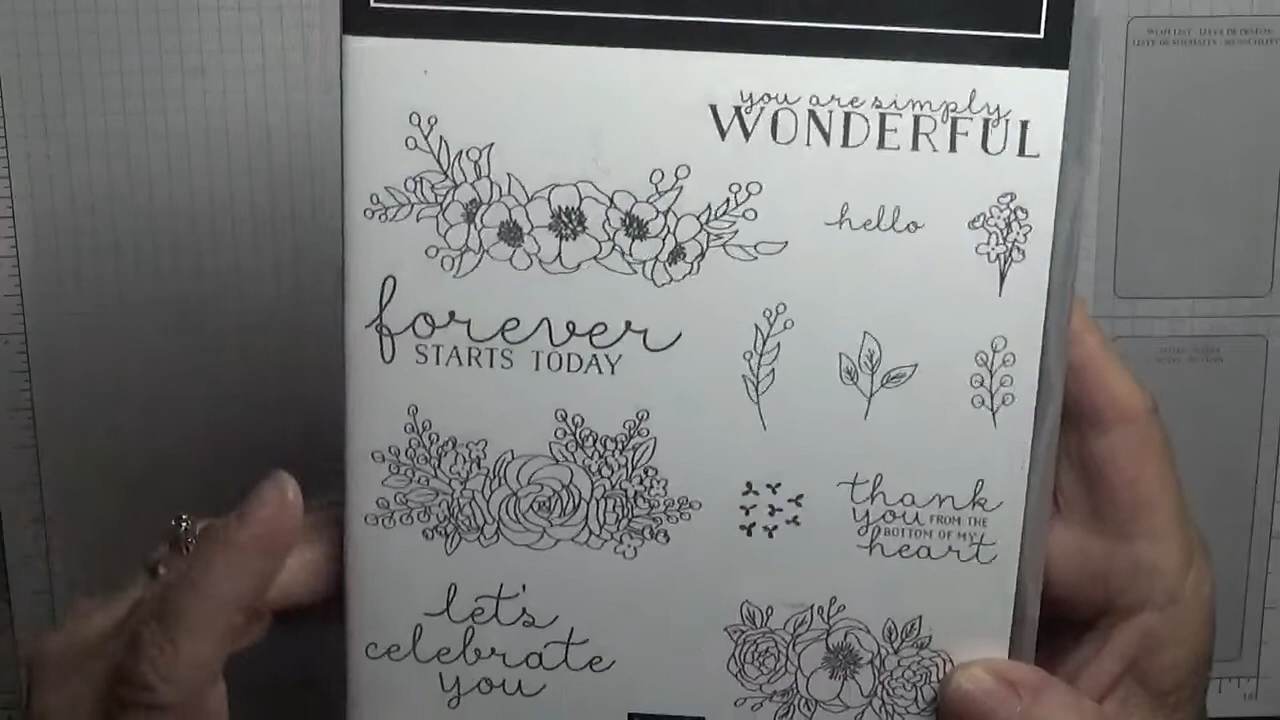 you are simply
WONDERFUL
hello
forever
STARTS TODAY
thank
you FROM THE
BOTTOM OF MY
heart
let's
celebrate
you